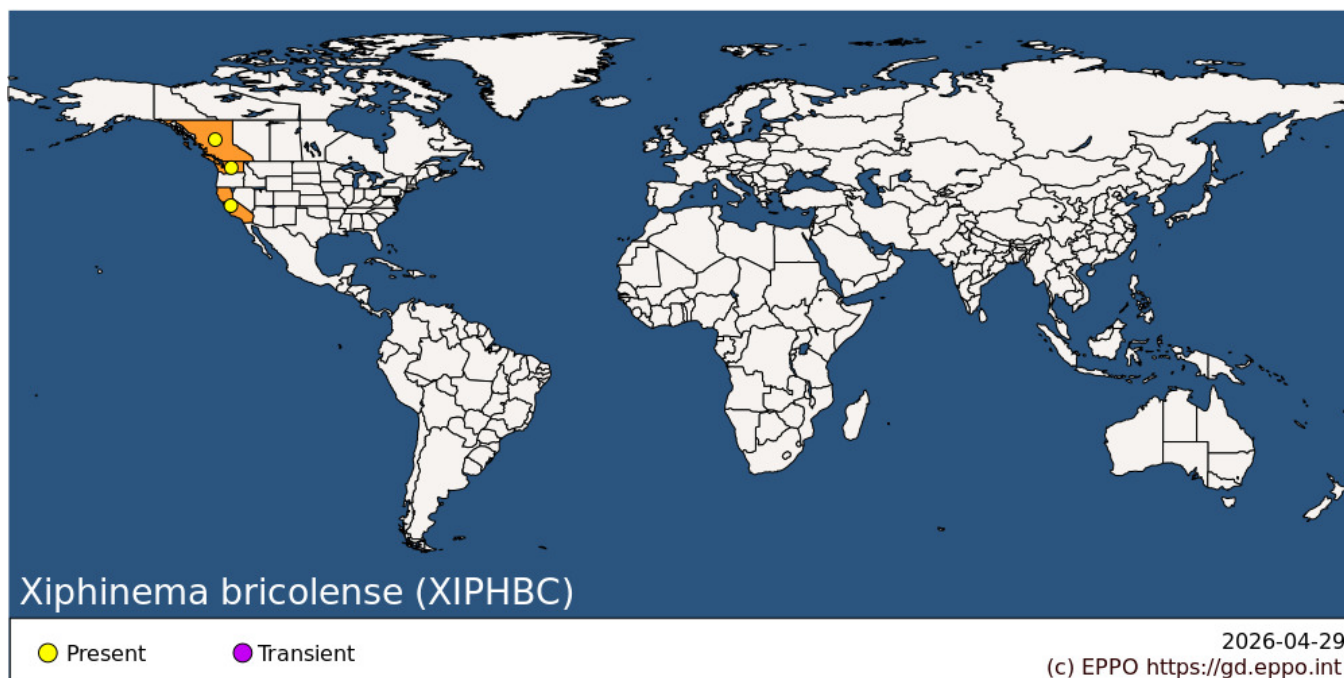 Xiphinema bricolense (XIPHBC)
Present
Transient
2026-04-29
(c) EPPO https://gd.eppo.int